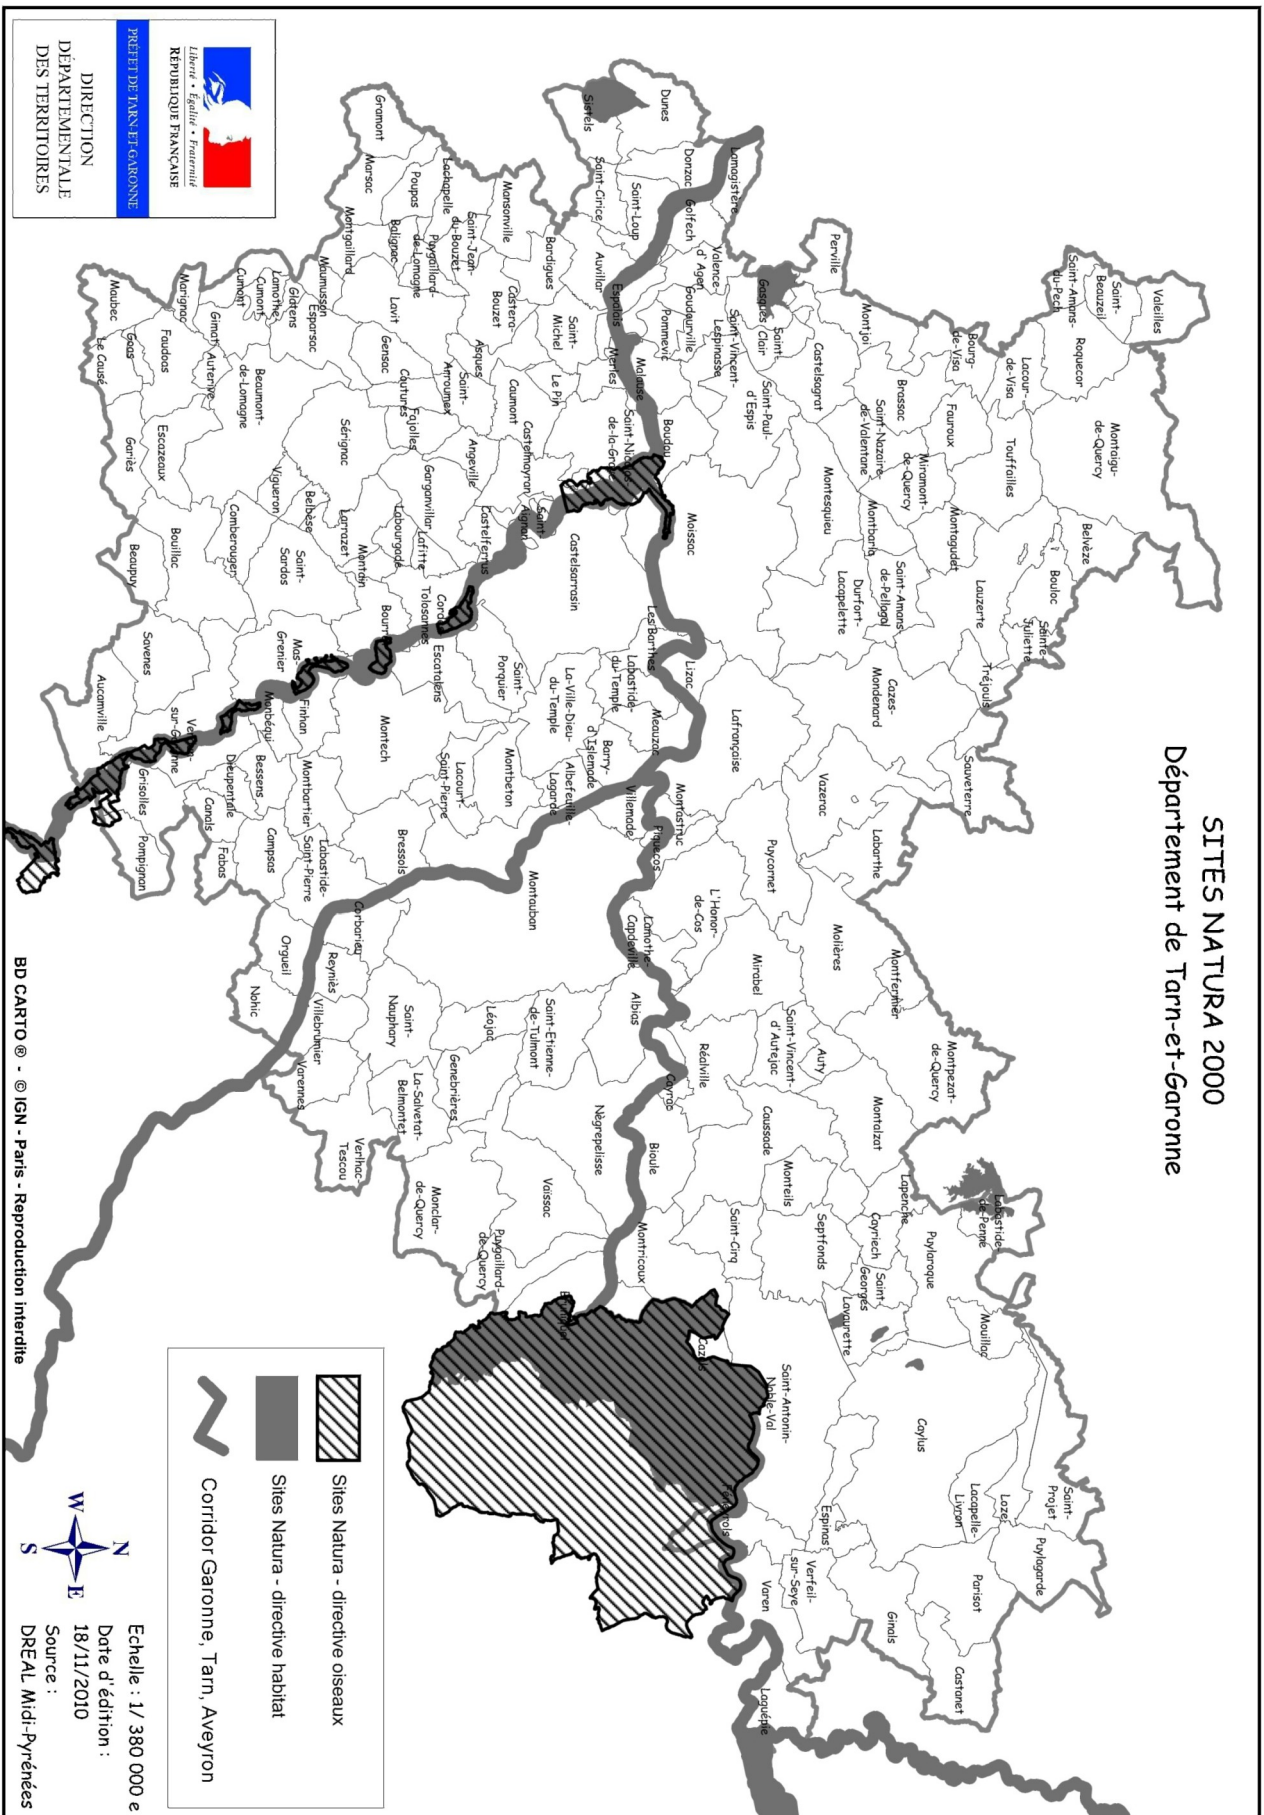 SITES NATURA 2000
Département de Tarn-et-Garonne
Valeilles
Saint-
Beauzeil
Saint-Amans-
du-Pech
Roquecor
Montaigu-
de-Quercy
Belvèze
Bouloc
Sainte
Juliette
Lacour-
de-Visa
Touffailles
Bourg-
de-Visa
Fauroux
Lauzerte
Tréjouls
Sauveterre
Perville
Montjoi
Brassac
Saint-Nazaire-
de-Valentane
Miramont-
de-Quercy
Montagudet
Montbarla
Saint-Amans-
de-Pellagal
Durfort-
Lacapelette
Cazes-
Mondenard
Castelsagrat
Montesquieu
Gasques
Saint-
Clair
Saint-Paul-
d'Espis
Saint-Vincent-
Lespinasse
Valence-
d'Agen
Goudourville
Pommevic
Lamagistère
Golfech
Donzac
Dunes
Sistels
Saint-Loup
Saint-Cirice
Auvillar
Espalais
Merles
Malause
Boudou
Moissac
Saint-Nicolas-
de-la-Grave
Bardigues
Saint-
Michel
Le Pin
Mansonville
Castera-
Bouzet
Caumont
Castelmayran
Saint-
Aignan
Castelsarrasin
Saint-Jean-
du-Bouzet
Asques
Saint-
Arroumex
Angeville
Castelferrus
Lachapelle
Poupas
Puygaillard-
de-Lomagne
Balignac
Gramont
Marsac
Montgaillard
Maumusson
Lavit
Gensac
Coutures
Fajolles
Garganvillar
Lafitte
Labourgade
Cordes
Tolosannes
Esparsac
Glatens
Lamothe-
Cumont
Cumont
Sérignac
Larrazet
Montain
Belbèse
Vigueron
Bourret
Marignac
Gimat
Auterive
Beaumont-
de-Lomagne
Comberouger
Saint-
Sardos
Faudoas
Maubec
Goas
Le Causé
Escazeaux
Gariès
Bouillac
Beaupuy
Mas-
Grenier
Savenes
Aucamville
Verdun-
sur-Garonne
Monbéqui
Finhan
Montech
Escatalens
Saint-
Porquier
La-Ville-Dieu-
du-Temple
Labastide-
du-Temple
Les Barthes
Lizac
Meauzac
Barry-
d'Islemade
Albefeuille-
Lagarde
Montbeton
Lacourt-
Saint-Pierre
Bressols
Montbartier
Labastide-
Saint-Pierre
Bessens
Dieupentale
Canals
Campsas
Fabas
Grisolles
Pompignan
Lafrançaise
Vazerac
Labarthe
Puycornet
Montastruc
Villemade
Piquecos
Montauban
L'Honor-
de-Cos
Lamothe-
Capdeville
Molières
Mirabel
Montfermier
Montpezat-
de-Quercy
Auty
Saint-Vincent-
d'Autejac
Réalville
Albias
Cayrac
Caussade
Montalzat
Monteils
Lapenche
Labastide-
de-Penne
Puylaroque
Cayriech
Saint
Georges
Septfonds
Lavaurette
Saint-Cirq
Mouillac
Caylus
Saint-
Projet
Loze
Lacapelle-
Livron
Puylagarde
Parisot
Castanet
Ginals
Espinas
Verfeil-
sur-Seye
Varen
Laguépie
Saint-Antonin-
Noble-Val
Féneyrols
Cazals
Bruniquel
Montricoux
Bioule
Nègrepelisse
Vaïssac
Puygaillard-
de-Quercy
Monclar-
de-Quercy
Genebrières
La-Salvetat-
Belmontet
Verlhac-
Tescou
Varennes
Villebrumier
Reyniès
Corbarieu
Orgueil
Nohic
Saint-
Nauphary
Léojac
Saint-Etienne-
de-Tulmont
Liberté • Égalité • Fraternité
RÉPUBLIQUE FRANÇAISE
PRÉFET DE TARN-ET-GARONNE
DIRECTION
DÉPARTEMENTALE
DES TERRITOIRES
BD CARTO ® - © IGN - Paris - Reproduction interdite
Sites Natura - directive oiseaux
Sites Natura - directive habitat
Corridor Garonne, Tarn, Aveyron
N
W
E
S
Echelle : 1/ 380 000 e
Date d'édition :
18/11/2010
Source :
DREAL Midi-Pyrénées